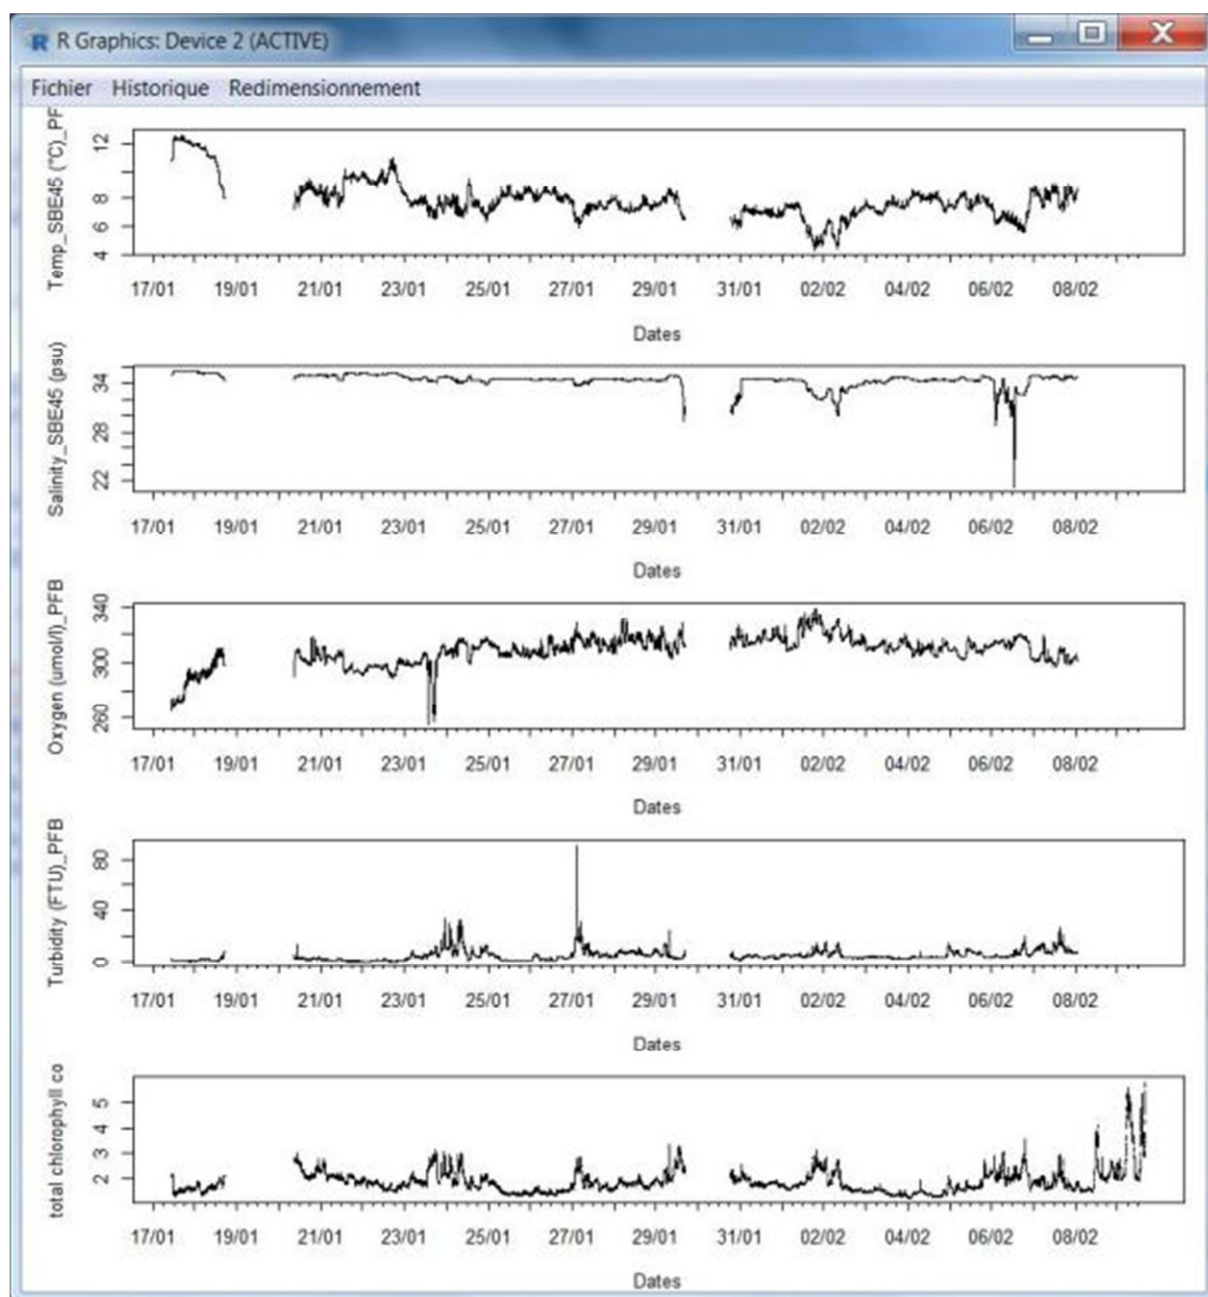 R Graphics: Device 2 (ACTIVE)
Fichier Historique Redimensionnement
Temp_SBE45 (°C)_PF
12
8
6
4
17/01 19/01 21/01 23/01 25/01 27/01 29/01 31/01 02/02 04/02 06/02 08/02
Dates
Salinity_SBE45 (psu)
34
28
22
17/01 19/01 21/01 23/01 25/01 27/01 29/01 31/01 02/02 04/02 06/02 08/02
Dates
Oxygen (umol/l)_PFB
340
300
260
17/01 19/01 21/01 23/01 25/01 27/01 29/01 31/01 02/02 04/02 06/02 08/02
Dates
Turbidity (FTU)_PFB
80
40
0
17/01 19/01 21/01 23/01 25/01 27/01 29/01 31/01 02/02 04/02 06/02 08/02
Dates
total chlorophyll co
5
4
3
2
17/01 19/01 21/01 23/01 25/01 27/01 29/01 31/01 02/02 04/02 06/02 08/02
Dates